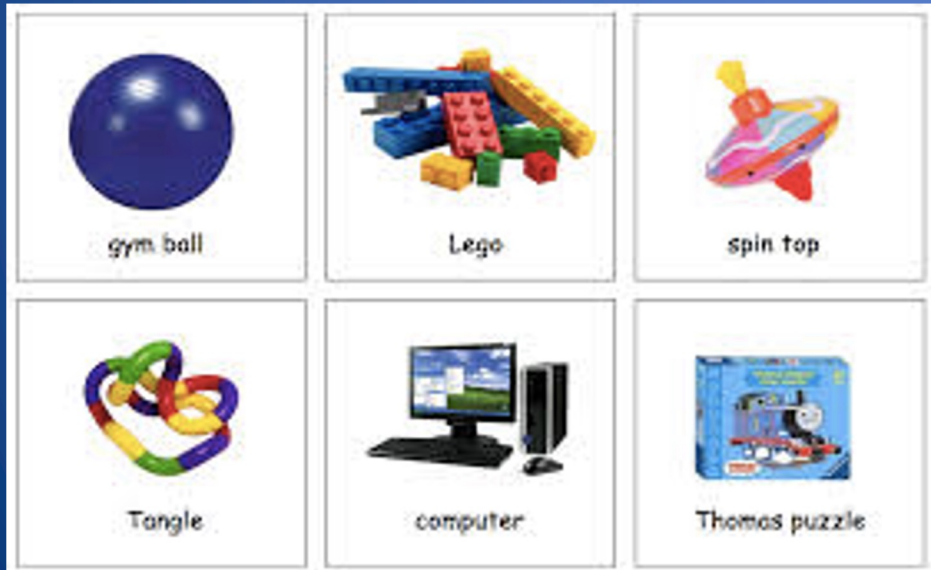 gym ball
Lego
spin top
Tangle
computer
Thomas puzzle